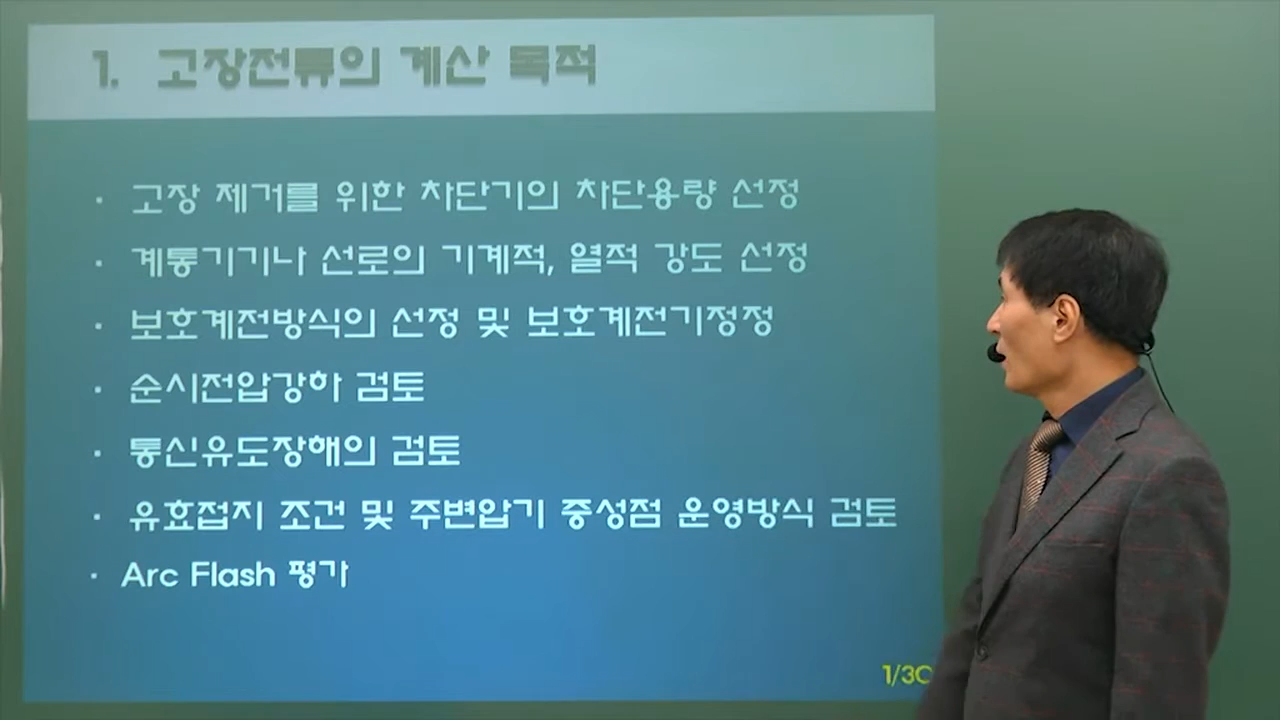 1. 고장전류의 계산 목적
· 고장 제거를 위한 차단기의 차단용량 선정
· 계통기기나 선로의 기계적, 열적 강도 선정
· 보호계전방식의 선정 및 보호계전기정정
· 순시전압강하 검토
· 통신유도장해의 검토
· 유효접지 조건 및 주변압기 중성점 운영방식 검토
· Arc Flash 평가
1/30